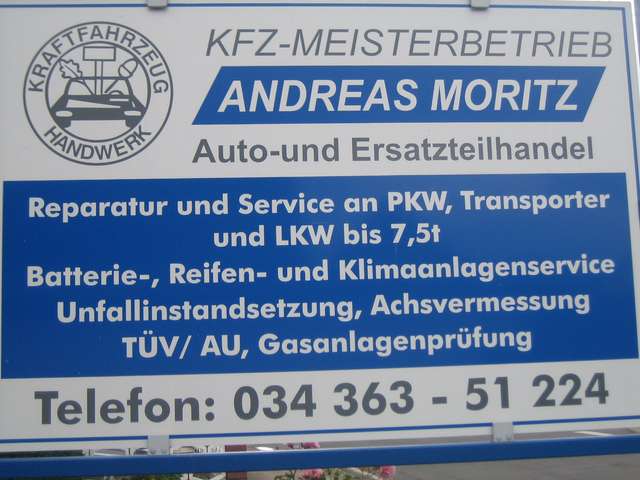 KRAFTFAHRZEUG
HANDWERK
KFZ-MEISTERBETRIEB
ANDREAS MORITZ
Auto-und Ersatzteilhandel
Reparatur und Service an PKW, Transporter
und LKW bis 7,5t
Batterie-, Reifen- und Klimaanlagenservice
Unfallinstandsetzung, Achsvermessung
TÜV/ AU, Gasanlagenprüfung
Telefon: 034 363 - 51 224